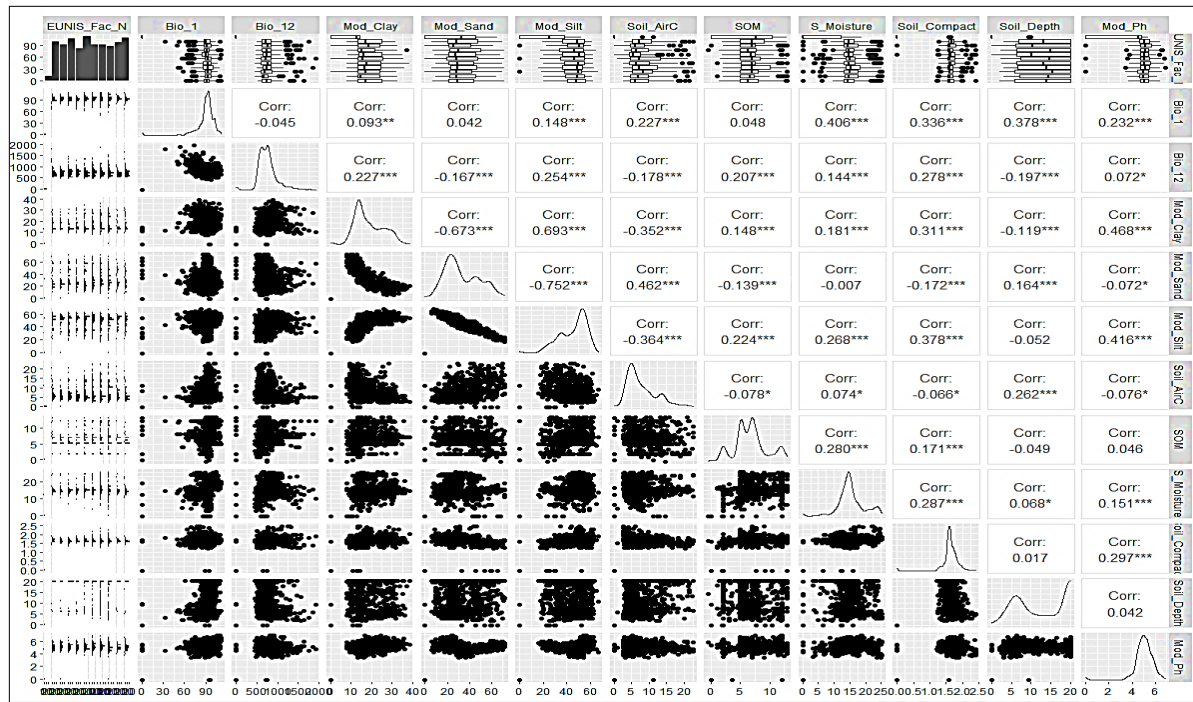 EUNIS_Fac_N Bio_1 Bio_12 Mod_Clay Mod_Sand Mod_Silt Soil_AirC SOM S_Moisture Soil_Compact Soil_Depth Mod_Ph
90
60
30
0
90
60
30
0
Corr: Corr: Corr: Corr: Corr: Corr: Corr: Corr: Corr: Corr:
-0.045 0.093** 0.042 0.148*** 0.227*** 0.048 0.406*** 0.336*** 0.378*** 0.232***
Bio_1
2000
1500
1000
500
0
Corr: Corr: Corr: Corr: Corr: Corr: Corr: Corr: Corr:
0.227*** -0.167*** 0.254*** -0.178*** 0.207*** 0.144*** 0.278*** -0.197*** 0.072*
Bio_12
40
30
20
10
0
Corr: Corr: Corr: Corr: Corr: Corr: Corr: Corr:
-0.673*** 0.693*** -0.352*** 0.148*** 0.181*** 0.311*** -0.119*** 0.468***
Mod_Clay
60
40
20
0
Corr: Corr: Corr: Corr: Corr: Corr: Corr:
-0.752*** 0.462*** -0.139*** -0.007 -0.172*** 0.164*** -0.072*
Mod_Sand
60
40
20
0
Corr: Corr: Corr: Corr: Corr: Corr:
-0.364*** 0.224*** 0.268*** 0.378*** -0.052 0.416***
Mod_Silt
20
15
10
5
0
Corr: Corr: Corr: Corr: Corr:
-0.078* 0.074* -0.066* 0.262*** -0.076*
Soil_AirC
10
5
0
Corr: Corr: Corr: Corr:
0.280*** 0.171*** -0.049 0.046
SOM
20
10
0
Corr: Corr: Corr:
0.287*** 0.068* 0.151***
S_Moisture
2.5
2.0
1.5
1.0
0.5
0.0
Corr: Corr:
0.017 0.297***
20
15
10
5
0
Corr:
0.042
Soil_Depth
6
4
2
0
Mod_Ph
0 30 60 90 0 500 1000 1500 2000 0 10 20 30 40 0 20 40 60 0 20 40 60 0 5 10 15 20 0 5 10 0 5 10 15 20 25 0.0 0.5 1.0 1.5 2.0 2.5 0 5 10 15 20 0 2 4 6